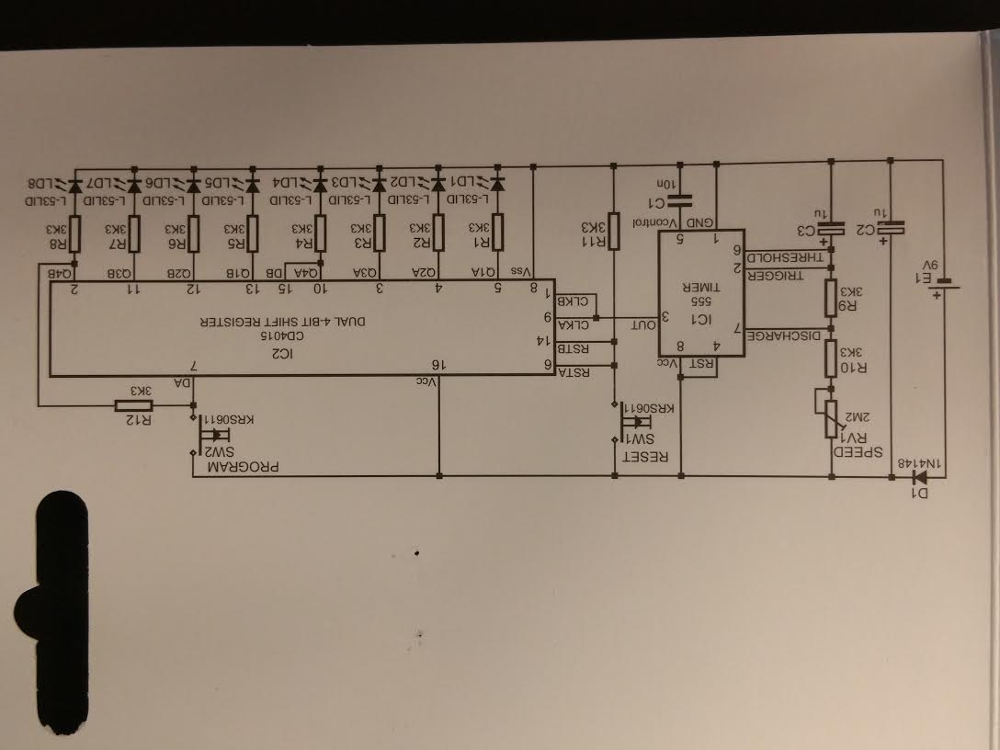 D1
1N4148
SPEED
RV1
2M2
RESET
SW1
KRS0611
PROGRAM
SW2
KRS0611
R12
3K3
R10
3K3
DISCHARGE
7
R9
3K3
TRIGGER
2
THRESHOLD
6
RST
Vcc
4
8
IC1
555
TIMER
3
OUT
1
5
GND
Vcontrol
E1
9V
C2
+
1u
C3
+
1u
C1
10n
R11
3K3
RSTA
6
RSTB
14
CLKA
9
CLKB
1
Vcc
16
DA
7
IC2
CD4015
DUAL 4-BIT SHIFT REGISTER
8
5
4
3
10
15
13
12
11
2
Vss
Q1A
Q2A
Q3A
Q4A
DB
Q1B
Q2B
Q3B
Q4B
R1
3K3
R2
3K3
R3
3K3
R4
3K3
R5
3K3
R6
3K3
R7
3K3
R8
3K3
L-53LID
LD1
L-53LID
LD2
L-53LID
LD3
L-53LID
LD4
L-53LID
LD5
L-53LID
LD6
L-53LID
LD7
L-53LID
LD8